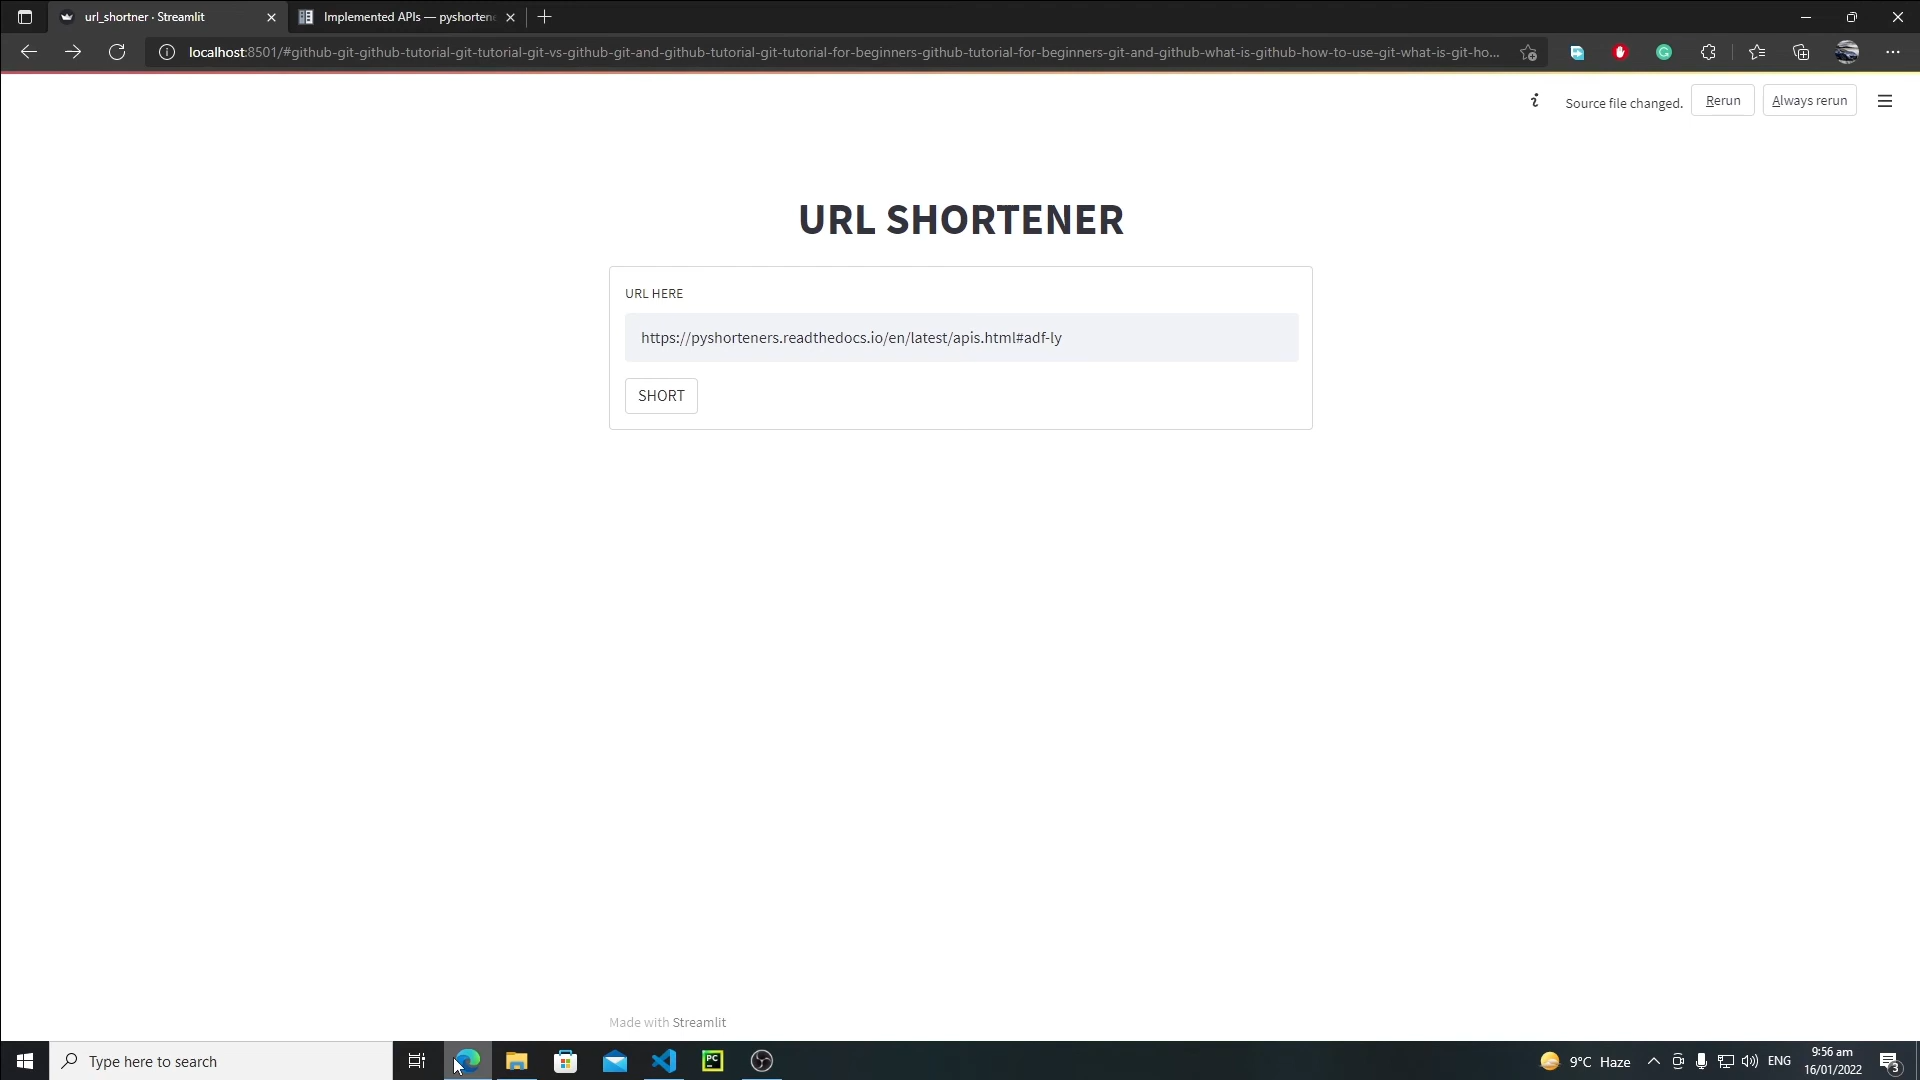 url_shortner · Streamlit
Implemented APIs — pyshortene
localhost:8501/#github-git-github-tutorial-git-tutorial-git-vs-github-git-and-github-tutorial-git-tutorial-for-beginners-github-tutorial-for-beginners-git-and-github-what-is-github-how-to-use-git-what-is-git-ho...
Source file changed.
Rerun
Always rerun
URL SHORTENER
URL HERE
https://pyshorteners.readthedocs.io/en/latest/apis.html#adf-ly
SHORT
Made with Streamlit
Type here to search
PC
9°C Haze
ENG
9:56 am
16/01/2022
3